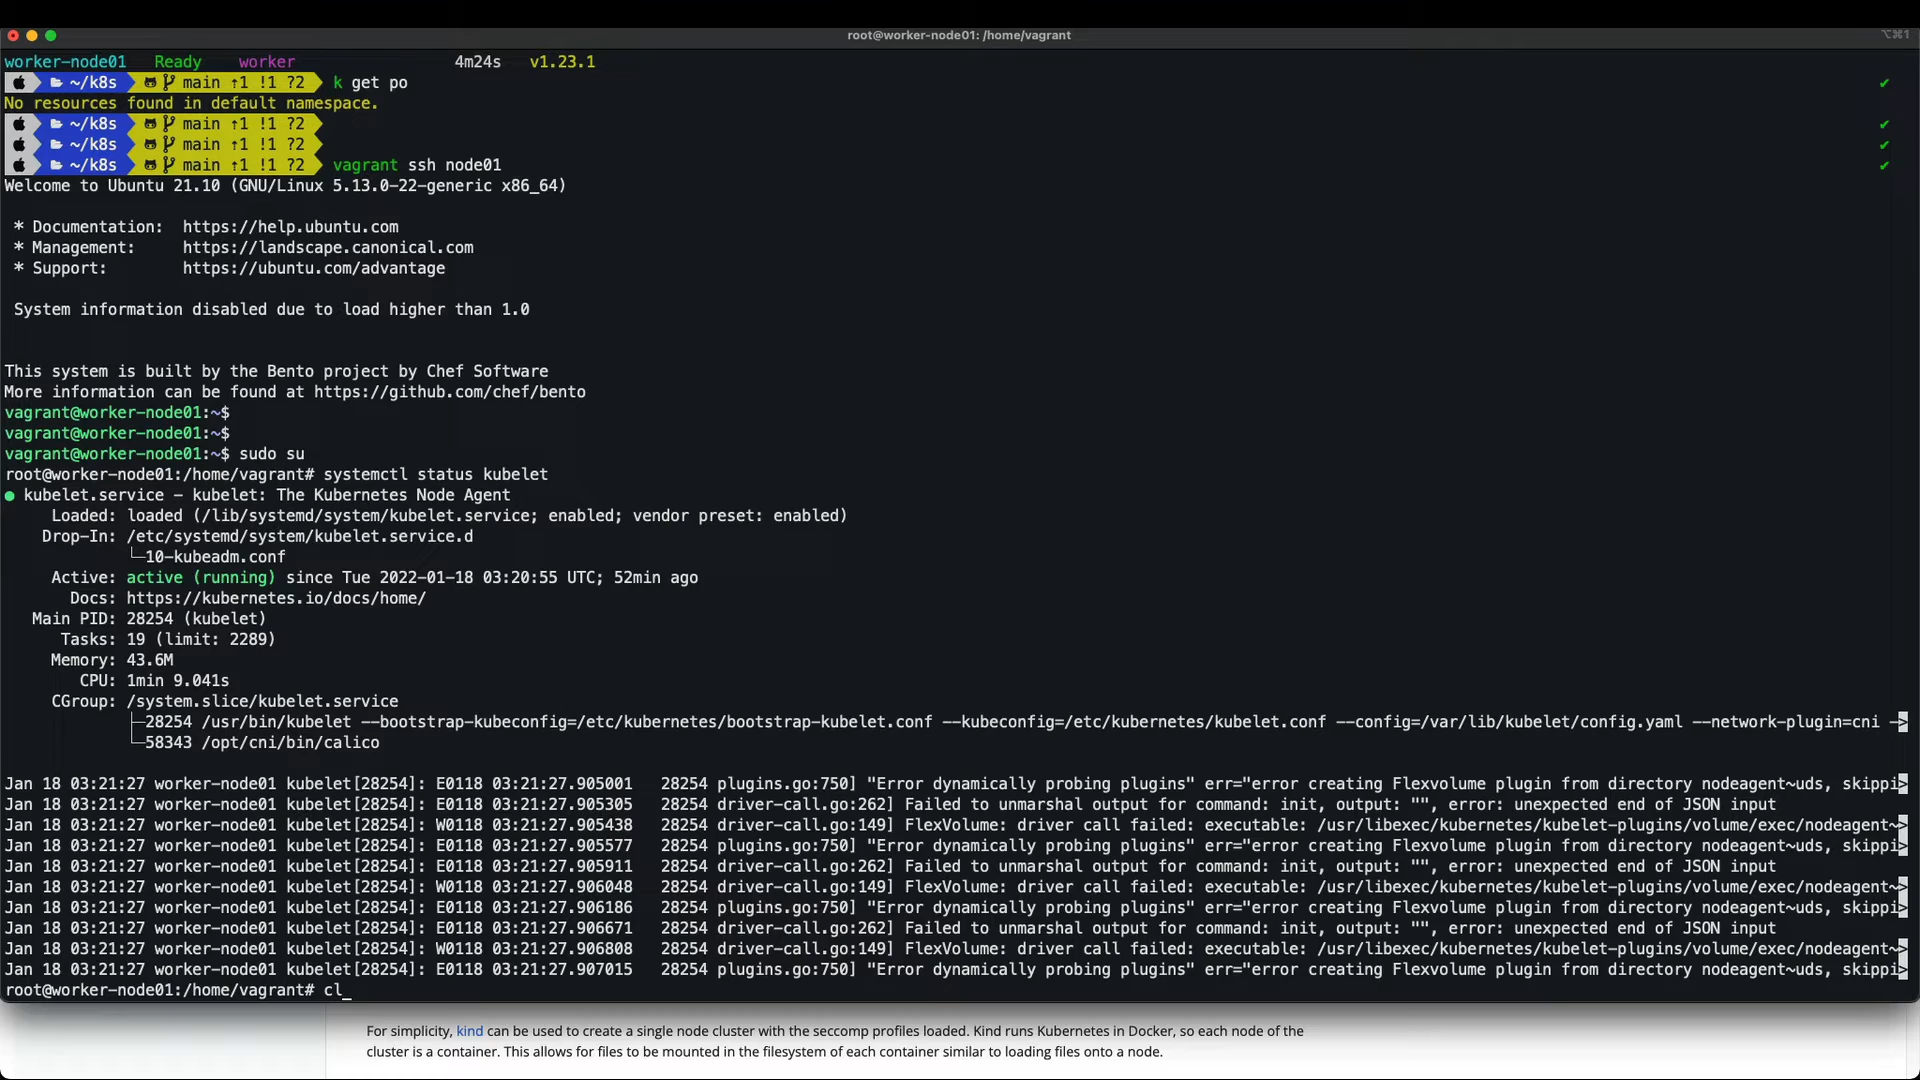 root@worker-node01: /home/vagrant
⌥⌘1
worker-node01   Ready    worker                 4m24s   v1.23.1
~/k8s  main ↑1 !1 ?2  k get po ✔
No resources found in default namespace.
~/k8s  main ↑1 !1 ?2 ✔
~/k8s  main ↑1 !1 ?2 ✔
~/k8s  main ↑1 !1 ?2  vagrant ssh node01 ✔
Welcome to Ubuntu 21.10 (GNU/Linux 5.13.0-22-generic x86_64)
* Documentation:  https://help.ubuntu.com
* Management:     https://landscape.canonical.com
* Support:        https://ubuntu.com/advantage
System information disabled due to load higher than 1.0
This system is built by the Bento project by Chef Software
More information can be found at https://github.com/chef/bento
vagrant@worker-node01:~$
vagrant@worker-node01:~$
vagrant@worker-node01:~$ sudo su
root@worker-node01:/home/vagrant# systemctl status kubelet
● kubelet.service - kubelet: The Kubernetes Node Agent
Loaded: loaded (/lib/systemd/system/kubelet.service; enabled; vendor preset: enabled)
Drop-In: /etc/systemd/system/kubelet.service.d
└─10-kubeadm.conf
Active: active (running) since Tue 2022-01-18 03:20:55 UTC; 52min ago
Docs: https://kubernetes.io/docs/home/
Main PID: 28254 (kubelet)
Tasks: 19 (limit: 2289)
Memory: 43.6M
CPU: 1min 9.041s
CGroup: /system.slice/kubelet.service
├─28254 /usr/bin/kubelet --bootstrap-kubeconfig=/etc/kubernetes/bootstrap-kubelet.conf --kubeconfig=/etc/kubernetes/kubelet.conf --config=/var/lib/kubelet/config.yaml --network-plugin=cni ->
└─58343 /opt/cni/bin/calico
Jan 18 03:21:27 worker-node01 kubelet[28254]: E0118 03:21:27.905001   28254 plugins.go:750] "Error dynamically probing plugins" err="error creating Flexvolume plugin from directory nodeagent~uds, skippi>
Jan 18 03:21:27 worker-node01 kubelet[28254]: E0118 03:21:27.905305   28254 driver-call.go:262] Failed to unmarshal output for command: init, output: "", error: unexpected end of JSON input
Jan 18 03:21:27 worker-node01 kubelet[28254]: W0118 03:21:27.905438   28254 driver-call.go:149] FlexVolume: driver call failed: executable: /usr/libexec/kubernetes/kubelet-plugins/volume/exec/nodeagent~>
Jan 18 03:21:27 worker-node01 kubelet[28254]: E0118 03:21:27.905577   28254 plugins.go:750] "Error dynamically probing plugins" err="error creating Flexvolume plugin from directory nodeagent~uds, skippi>
Jan 18 03:21:27 worker-node01 kubelet[28254]: E0118 03:21:27.905911   28254 driver-call.go:262] Failed to unmarshal output for command: init, output: "", error: unexpected end of JSON input
Jan 18 03:21:27 worker-node01 kubelet[28254]: W0118 03:21:27.906048   28254 driver-call.go:149] FlexVolume: driver call failed: executable: /usr/libexec/kubernetes/kubelet-plugins/volume/exec/nodeagent~>
Jan 18 03:21:27 worker-node01 kubelet[28254]: E0118 03:21:27.906186   28254 plugins.go:750] "Error dynamically probing plugins" err="error creating Flexvolume plugin from directory nodeagent~uds, skippi>
Jan 18 03:21:27 worker-node01 kubelet[28254]: E0118 03:21:27.906671   28254 driver-call.go:262] Failed to unmarshal output for command: init, output: "", error: unexpected end of JSON input
Jan 18 03:21:27 worker-node01 kubelet[28254]: W0118 03:21:27.906808   28254 driver-call.go:149] FlexVolume: driver call failed: executable: /usr/libexec/kubernetes/kubelet-plugins/volume/exec/nodeagent~>
Jan 18 03:21:27 worker-node01 kubelet[28254]: E0118 03:21:27.907015   28254 plugins.go:750] "Error dynamically probing plugins" err="error creating Flexvolume plugin from directory nodeagent~uds, skippi>
root@worker-node01:/home/vagrant# cl_
For simplicity, kind can be used to create a single node cluster with the seccomp profiles loaded. Kind runs Kubernetes in Docker, so each node of the
cluster is a container. This allows for files to be mounted in the filesystem of each container similar to loading files onto a node.